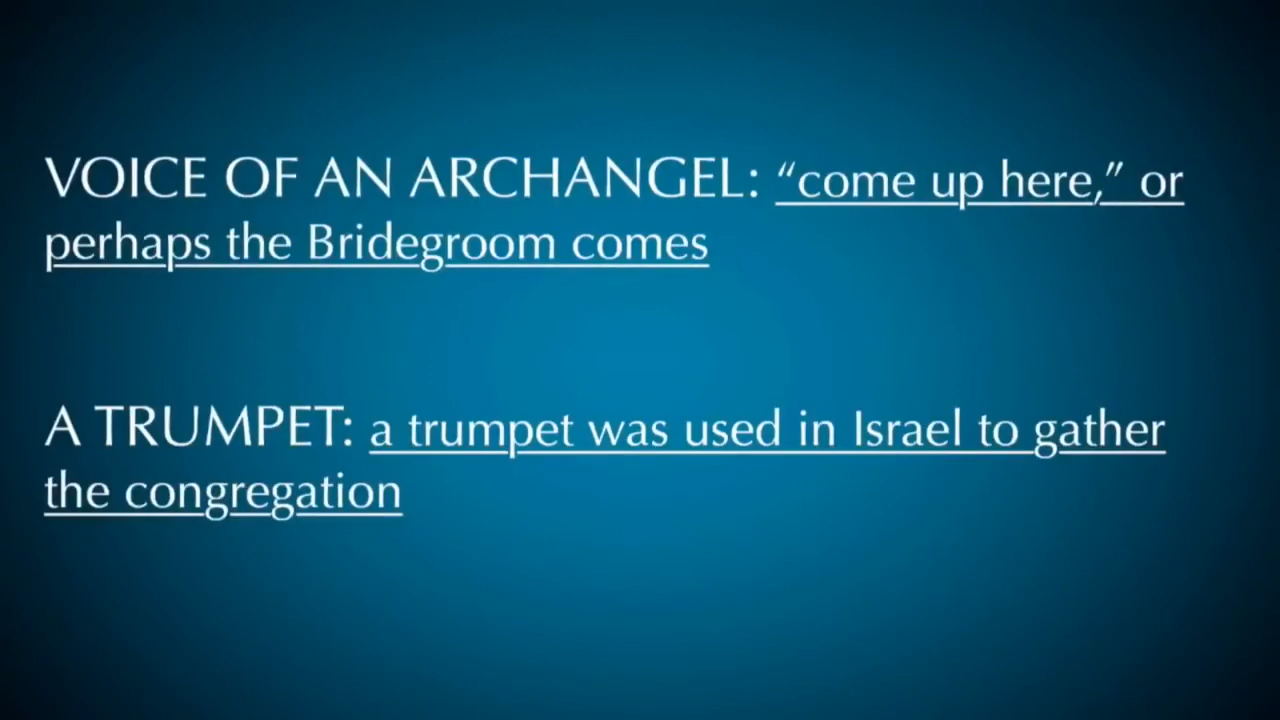 VOICE OF AN ARCHANGEL: “come up here,” or
perhaps the Bridegroom comes
A TRUMPET: a trumpet was used in Israel to gather
the congregation